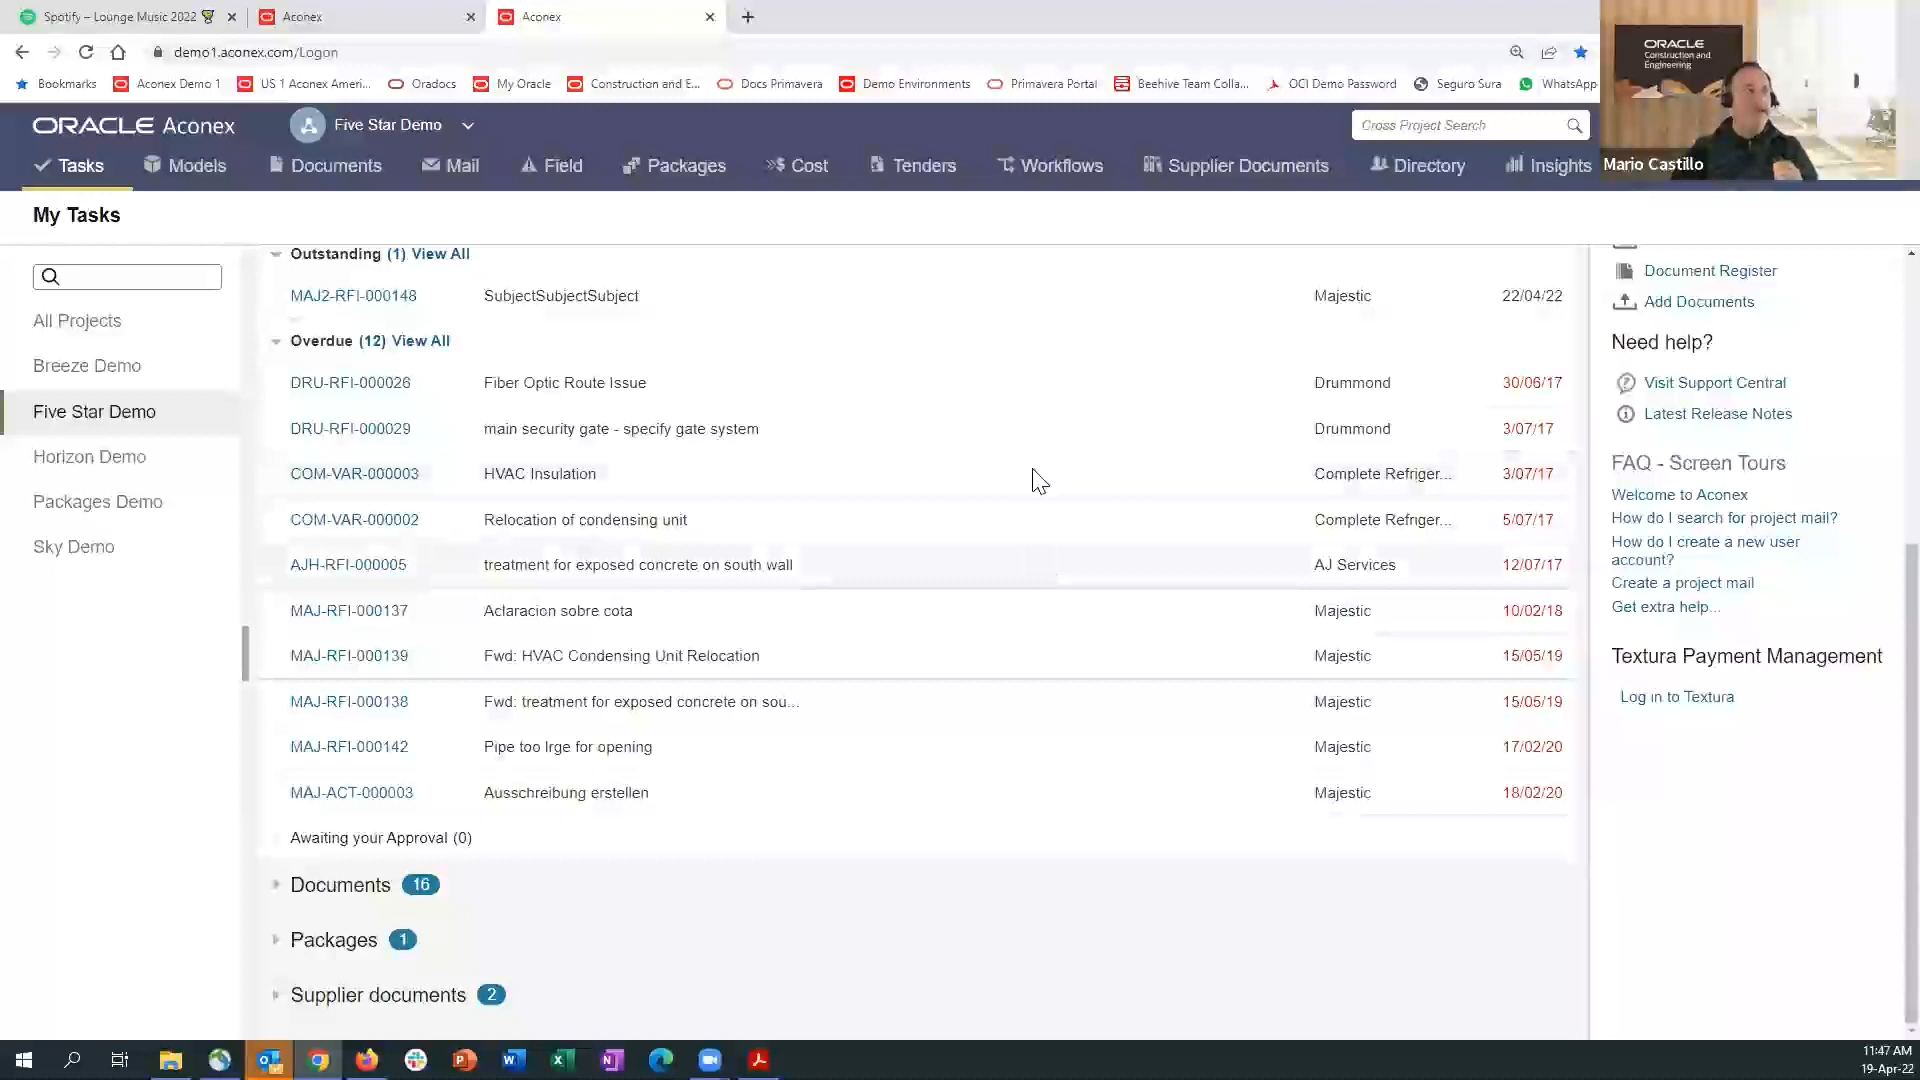 Spotify – Lounge Music 2022
Aconex
Aconex
demo1.aconex.com/Logon
Bookmarks
Aconex Demo 1
US 1 Aconex Ameri...
Oradocs
My Oracle
Construction and E...
Docs Primavera
Demo Environments
Primavera Portal
Beehive Team Colla...
OCI Demo Password
Seguro Sura
WhatsApp
ORACLE
Construction and
Engineering
Mario Castillo
ORACLE Aconex
Five Star Demo
Cross Project Search
Tasks
Models
Documents
Mail
Field
Packages
Cost
Tenders
Workflows
Supplier Documents
Directory
Insights
My Tasks
All Projects
Breeze Demo
Five Star Demo
Horizon Demo
Packages Demo
Sky Demo
Outstanding (1) View All
MAJ2-RFI-000148 SubjectSubjectSubject Majestic 22/04/22
Overdue (12) View All
DRU-RFI-000026 Fiber Optic Route Issue Drummond 30/06/17
DRU-RFI-000029 main security gate - specify gate system Drummond 3/07/17
COM-VAR-000003 HVAC Insulation Complete Refriger... 3/07/17
COM-VAR-000002 Relocation of condensing unit Complete Refriger... 5/07/17
AJH-RFI-000005 treatment for exposed concrete on south wall AJ Services 12/07/17
MAJ-RFI-000137 Aclaracion sobre cota Majestic 10/02/18
MAJ-RFI-000139 Fwd: HVAC Condensing Unit Relocation Majestic 15/05/19
MAJ-RFI-000138 Fwd: treatment for exposed concrete on sou... Majestic 15/05/19
MAJ-RFI-000142 Pipe too lrge for opening Majestic 17/02/20
MAJ-ACT-000003 Ausschreibung erstellen Majestic 18/02/20
Awaiting your Approval (0)
Documents 16
Packages 1
Supplier documents 2
Document Register
Add Documents
Need help?
Visit Support Central
Latest Release Notes
FAQ - Screen Tours
Welcome to Aconex
How do I search for project mail?
How do I create a new user
account?
Create a project mail
Get extra help...
Textura Payment Management
Log in to Textura
11:47 AM
19-Apr-22